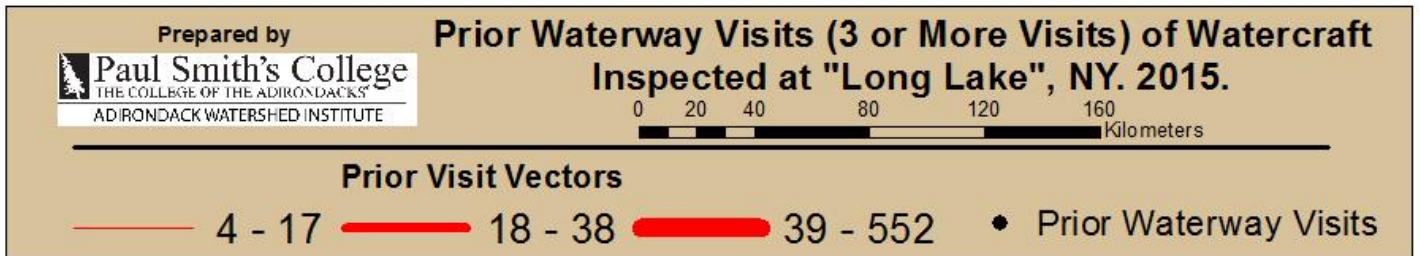 Prepared by
Paul Smith's College
THE COLLEGE OF THE ADIRONDACKS
ADIRONDACK WATERSHED INSTITUTE
Prior Waterway Visits (3 or More Visits) of Watercraft
Inspected at "Long Lake", NY. 2015.
0 20 40 80 120 160
Kilometers
Prior Visit Vectors
4 - 17 18 - 38 39 - 552 Prior Waterway Visits